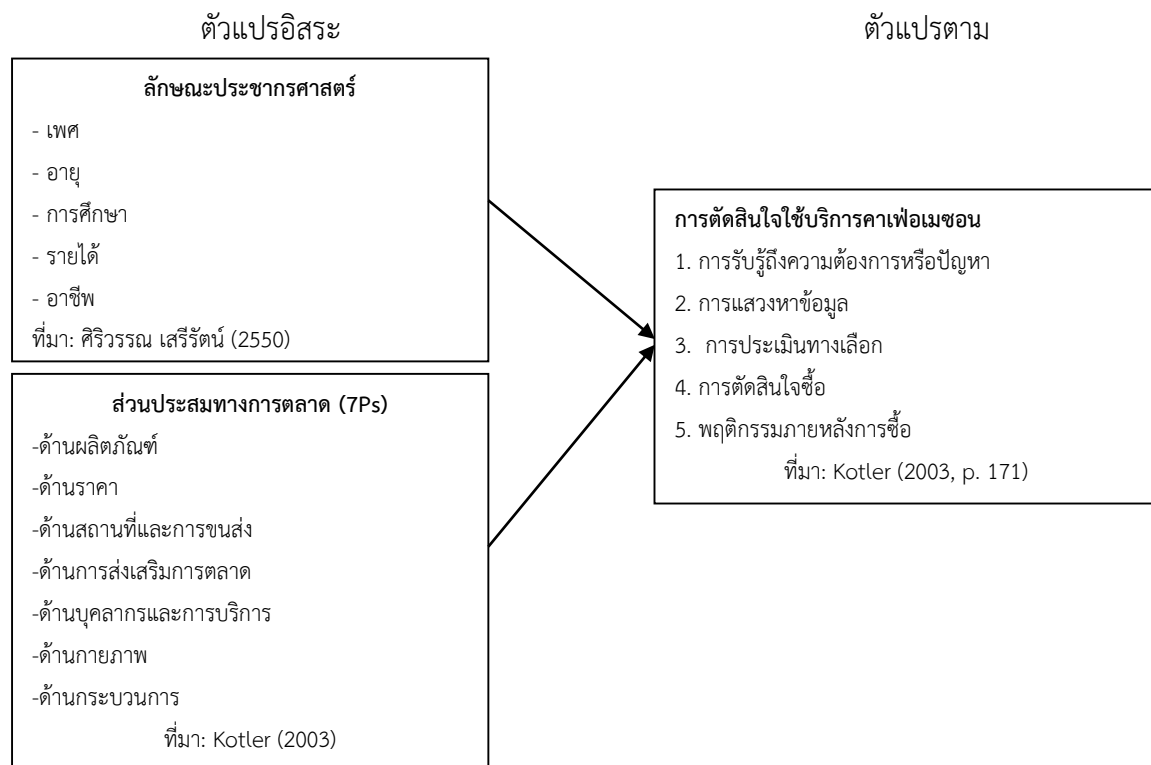 ตัวแปรอิสระ
ลักษณะประชากรศาสตร์
- เพศ
- อายุ
- การศึกษา
- รายได้
- อาชีพ
ที่มา: ศิริวรรณ เสรีรัตน์ (2550)
ส่วนประสมทางการตลาด (7Ps)
-ด้านผลิตภัณฑ์
-ด้านราคา
-ด้านสถานที่และการขนส่ง
-ด้านการส่งเสริมการตลาด
-ด้านบุคลากรและการบริการ
-ด้านกายภาพ
-ด้านกระบวนการ
ที่มา: Kotler (2003)
ตัวแปรตาม
การตัดสินใจใช้บริการคาเฟ่อเมซอน
1. การรับรู้ถึงความต้องการหรือปัญหา
2. การแสวงหาข้อมูล
3. การประเมินทางเลือก
4. การตัดสินใจซื้อ
5. พฤติกรรมภายหลังการซื้อ
ที่มา: Kotler (2003, p. 171)